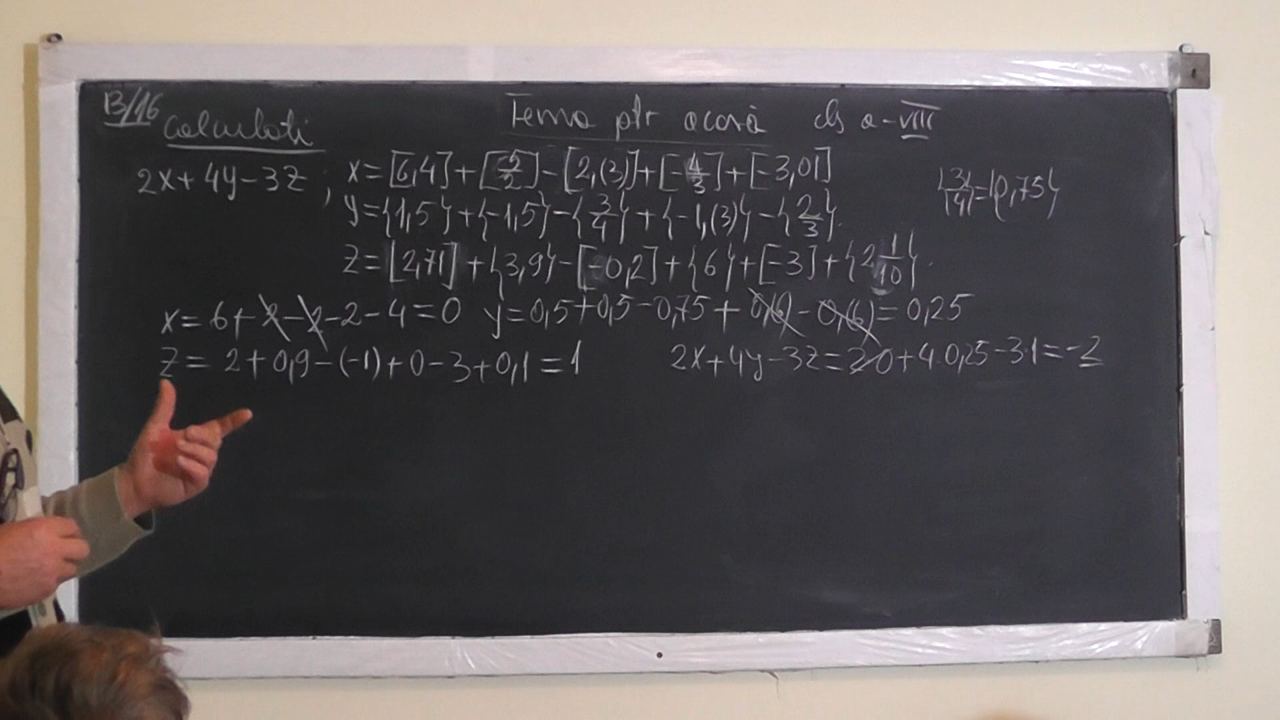 B/16 Tema ptr acasă cls a-VIII
Calculati
2x+4y-3z ; x=[6,4]+[5/2]-[2,(3)]+[-4/3]+[-3,01]
{3/4}={0,75}
y={1,5}+{-1,5}-{3/4}+{-1,(3)}-{2/3}.
z=[2,71]+{3,9}-[-0,2]+{6}+[-3]+{2 1/10}.
x=6+2-2-2-4=0 y=0,5+0,5-0,75+0,(6)-0,(6)=0,25
z=2+0,9-(-1)+0-3+0,1=1 2x+4y-3z=2·0+4·0,25-3·1=-2